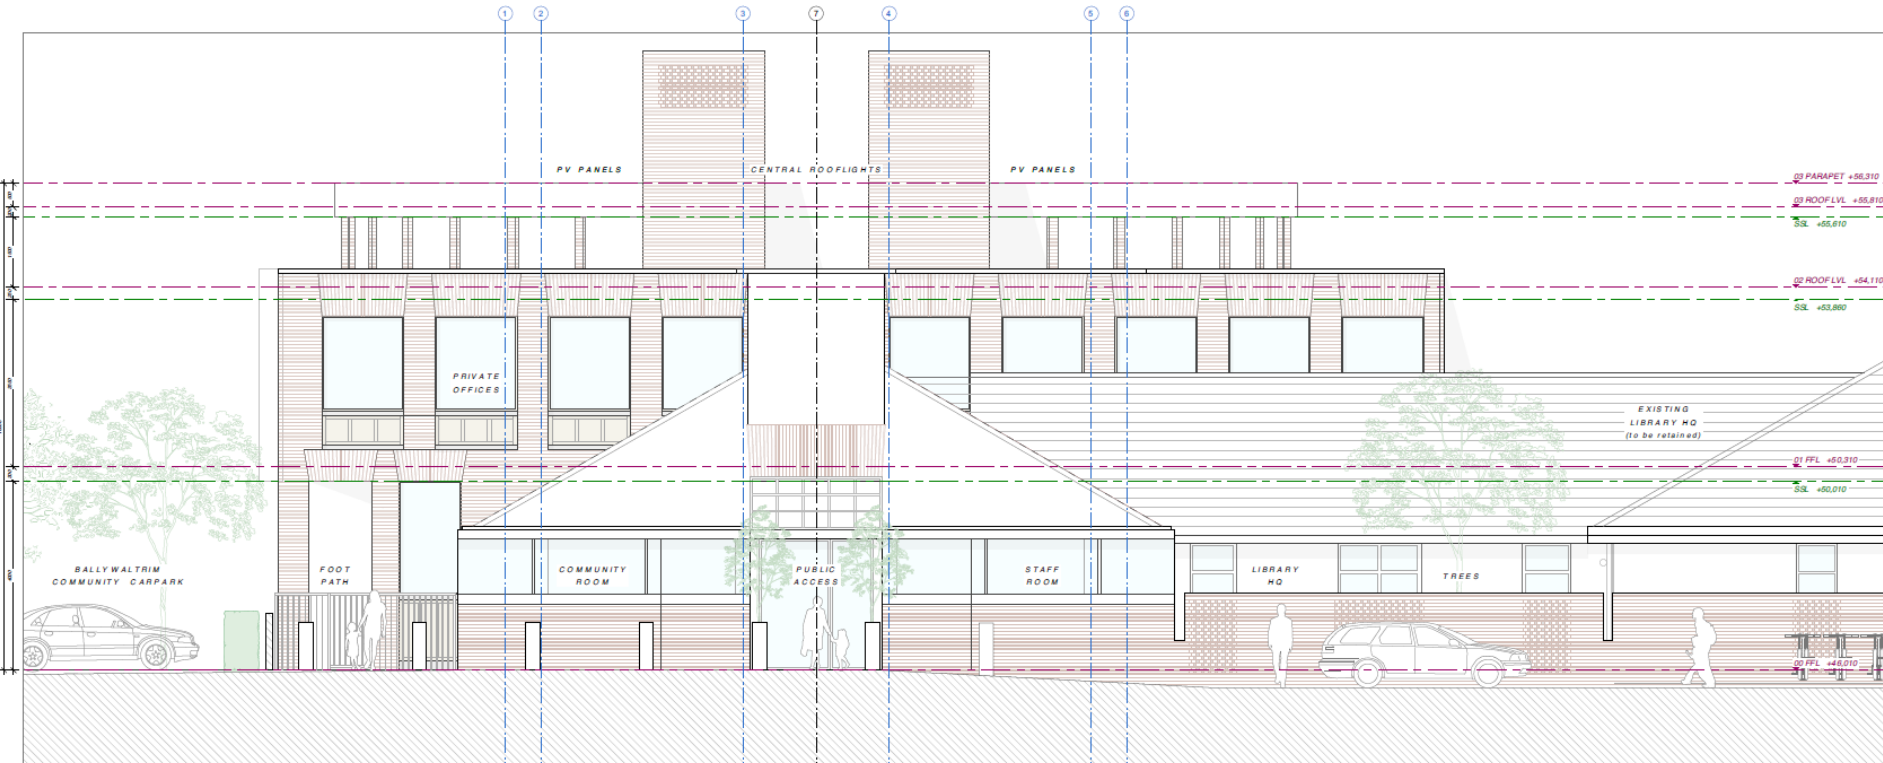 1 2 3 7 4 5 6
PV PANELS
CENTRAL ROOFLIGHTS
PV PANELS
03 PARAPET +56,310
03 ROOF LVL +55,810
SSL +55,610
02 ROOF LVL +54,110
SSL +53,860
PRIVATE
OFFICES
EXISTING
LIBRARY HQ
(to be retained)
01 FFL +50,310
SSL +50,010
BALLYWALTRIM
COMMUNITY CARPARK
FOOT
PATH
COMMUNITY
ROOM
PUBLIC
ACCESS
STAFF
ROOM
LIBRARY
HQ
TREES
00 FFL +46,010